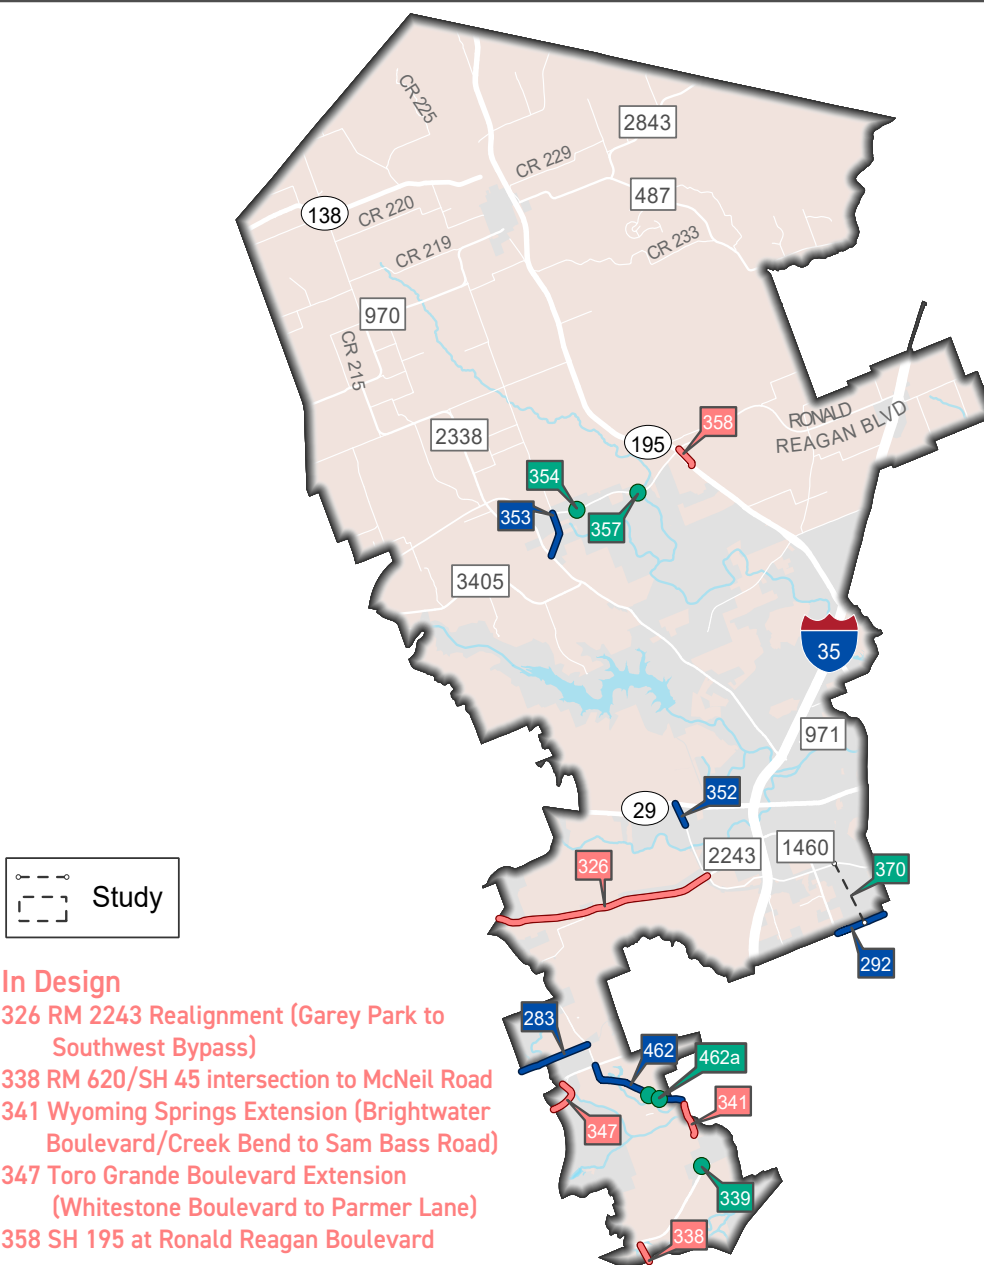 CR 225
2843
CR 229
487
138
CR 220
CR 233
CR 219
970
CR 215
RONALD
REAGAN BLVD
358
195
2338
354
353
357
3405
35
971
352
29
2243
1460
326
370
292
Study
In Design
326 RM 2243 Realignment (Garey Park to
Southwest Bypass)
338 RM 620/SH 45 intersection to McNeil Road
341 Wyoming Springs Extension (Brightwater
Boulevard/Creek Bend to Sam Bass Road)
347 Toro Grande Boulevard Extension
(Whitestone Boulevard to Parmer Lane)
358 SH 195 at Ronald Reagan Boulevard
283
462
462a
341
347
339
338